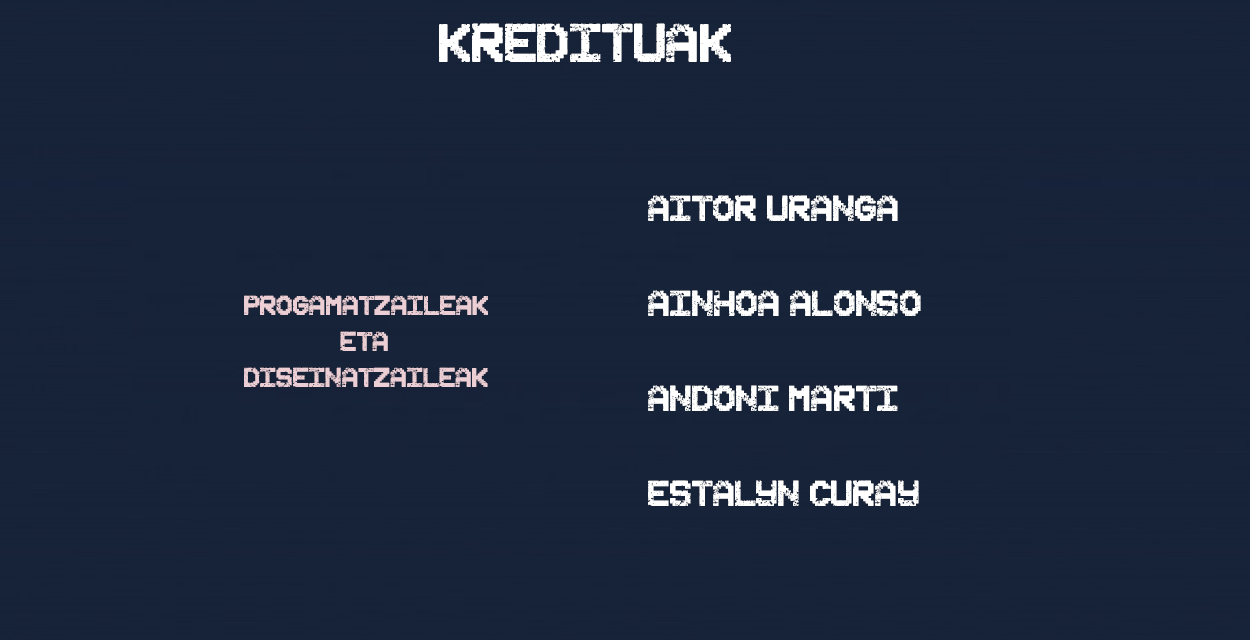 KREDITUAK
PROGAMATZAILEAK
ETA
DISEINATZAILEAK
AITOR URANGA
AINHOA ALONSO
ANDONI MARTI
ESTALYN CURAY